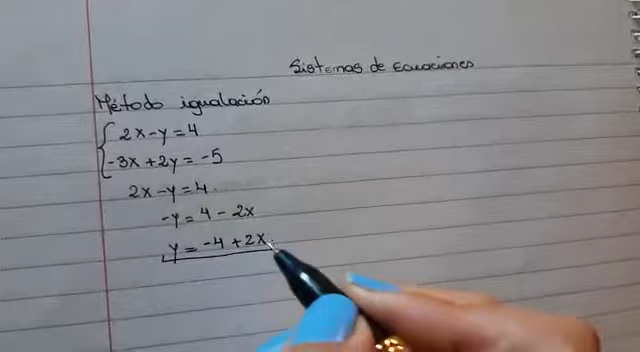 Sistemas de Ecuaciones
Método igualación
2x-y=4
-3x+2y=-5
2x-y=4.
-y=4-2x
y=-4+2x